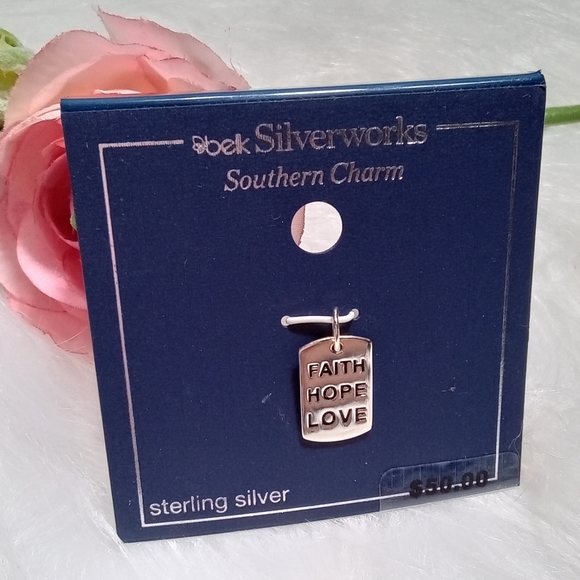 belk Silverworks
Southern Charm
FAITH
HOPE
LOVE
$50.00
sterling silver